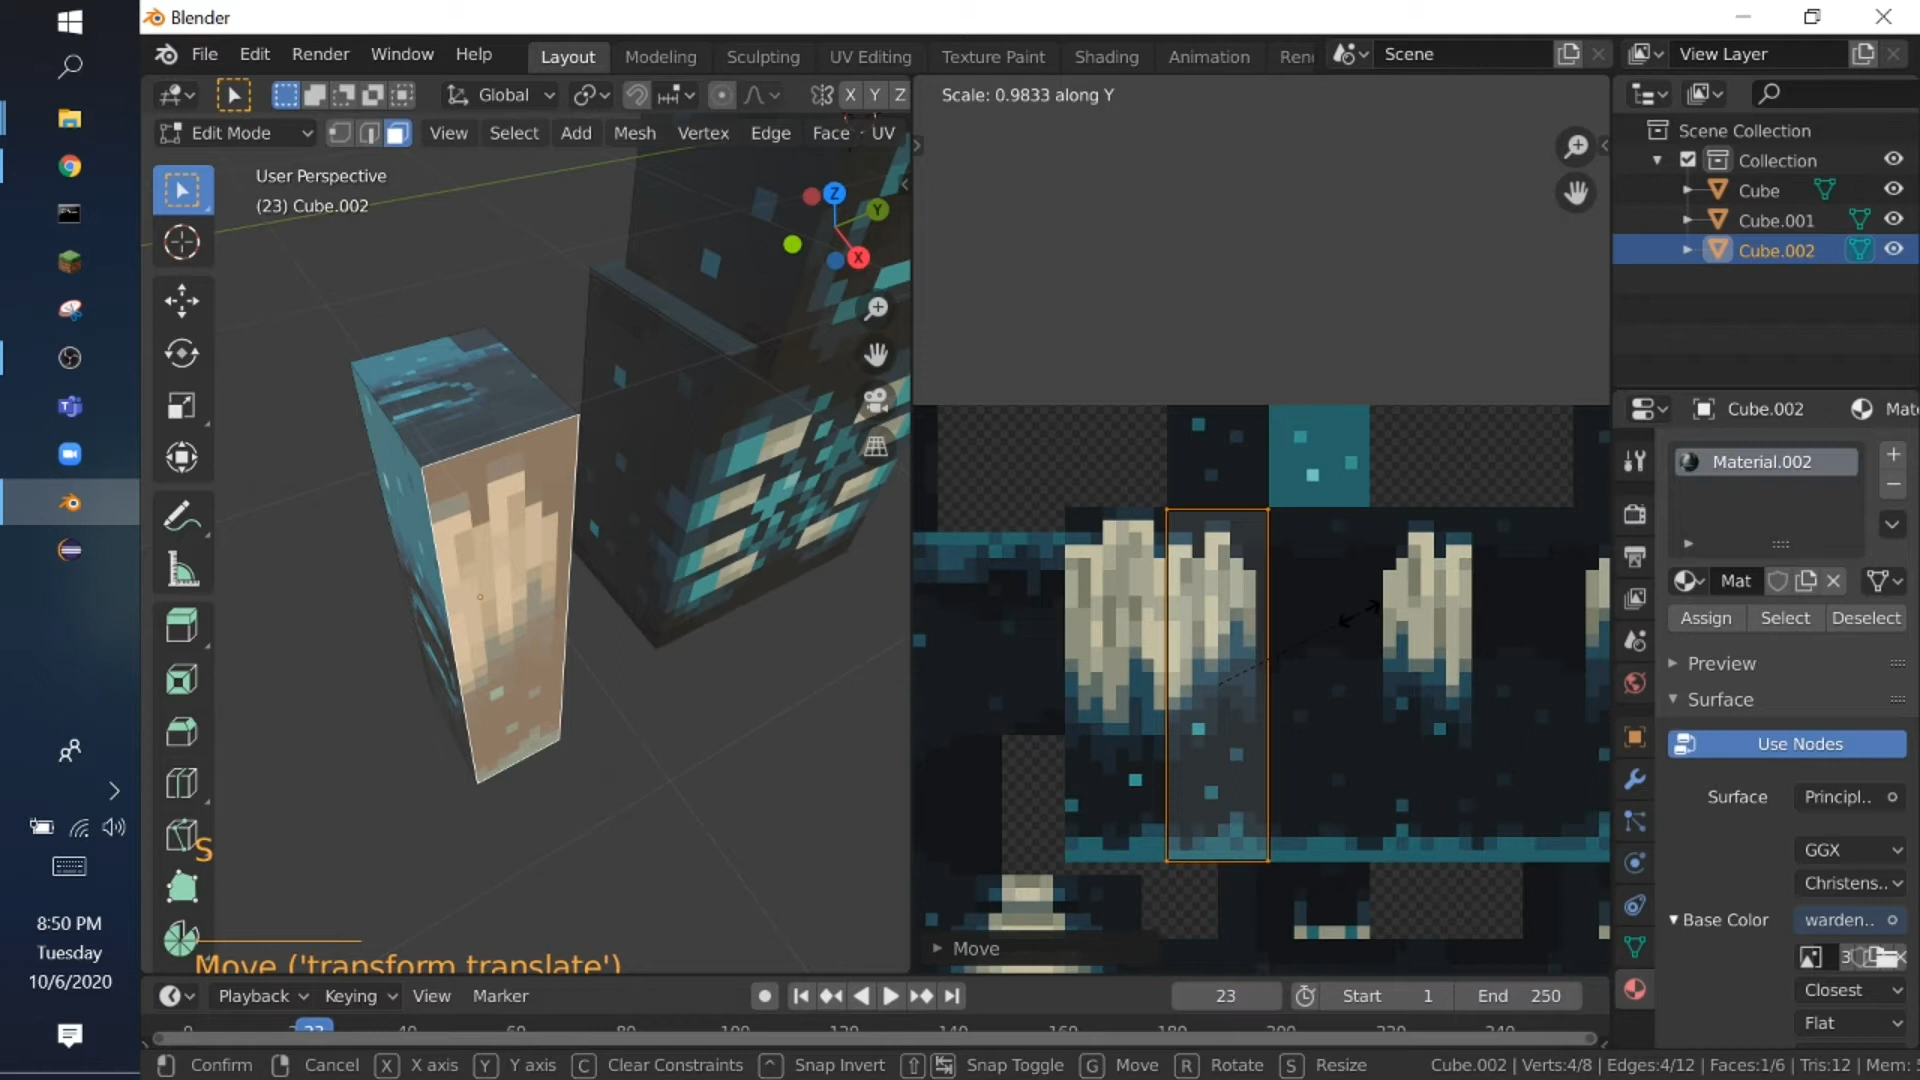 Blender
File Edit Render Window Help Layout Modeling Sculpting UV Editing Texture Paint Shading Animation Ren
Scene
View Layer
Global
X Y Z
Scale: 0.9833 along Y
Edit Mode View Select Add Mesh Vertex Edge Face UV
Scene Collection
Collection
Cube
Cube.001
Cube.002
User Perspective
(23) Cube.002
Z
Y
X
Cube.002
Mate
Material.002
Mat
Assign Select Deselect
Preview
Surface
Use Nodes
Surface Principl..
GGX
Christens..
Base Color warden..
3
Closest
Flat
S
Move ('transform.translate')
Move
8:50 PM
Tuesday
10/6/2020
Playback Keying View Marker
23
Start 1
End 250
23
Confirm Cancel X X axis Y Y axis C Clear Constraints ^ Snap Invert Snap Toggle G Move R Rotate S Resize
Cube.002 | Verts:4/8 | Edges:4/12 | Faces:1/6 | Tris:12 | Mem: